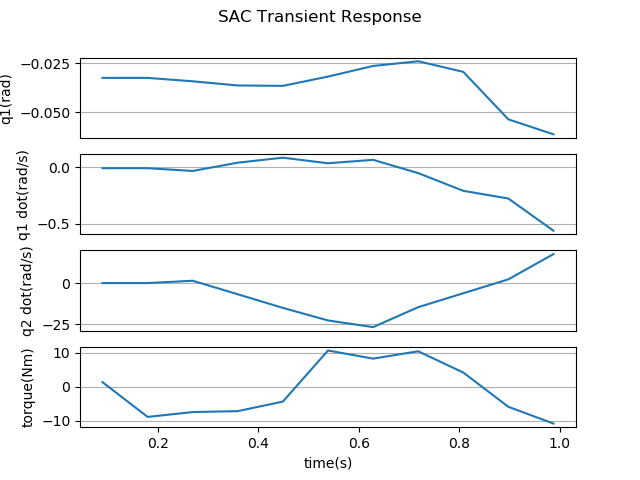 SAC Transient Response
q1(rad)
−0.025
−0.050
q1 dot(rad/s)
0.0
−0.5
q2 dot(rad/s)
0
−25
torque(Nm)
10
0
−10
0.2 0.4 0.6 0.8 1.0
time(s)